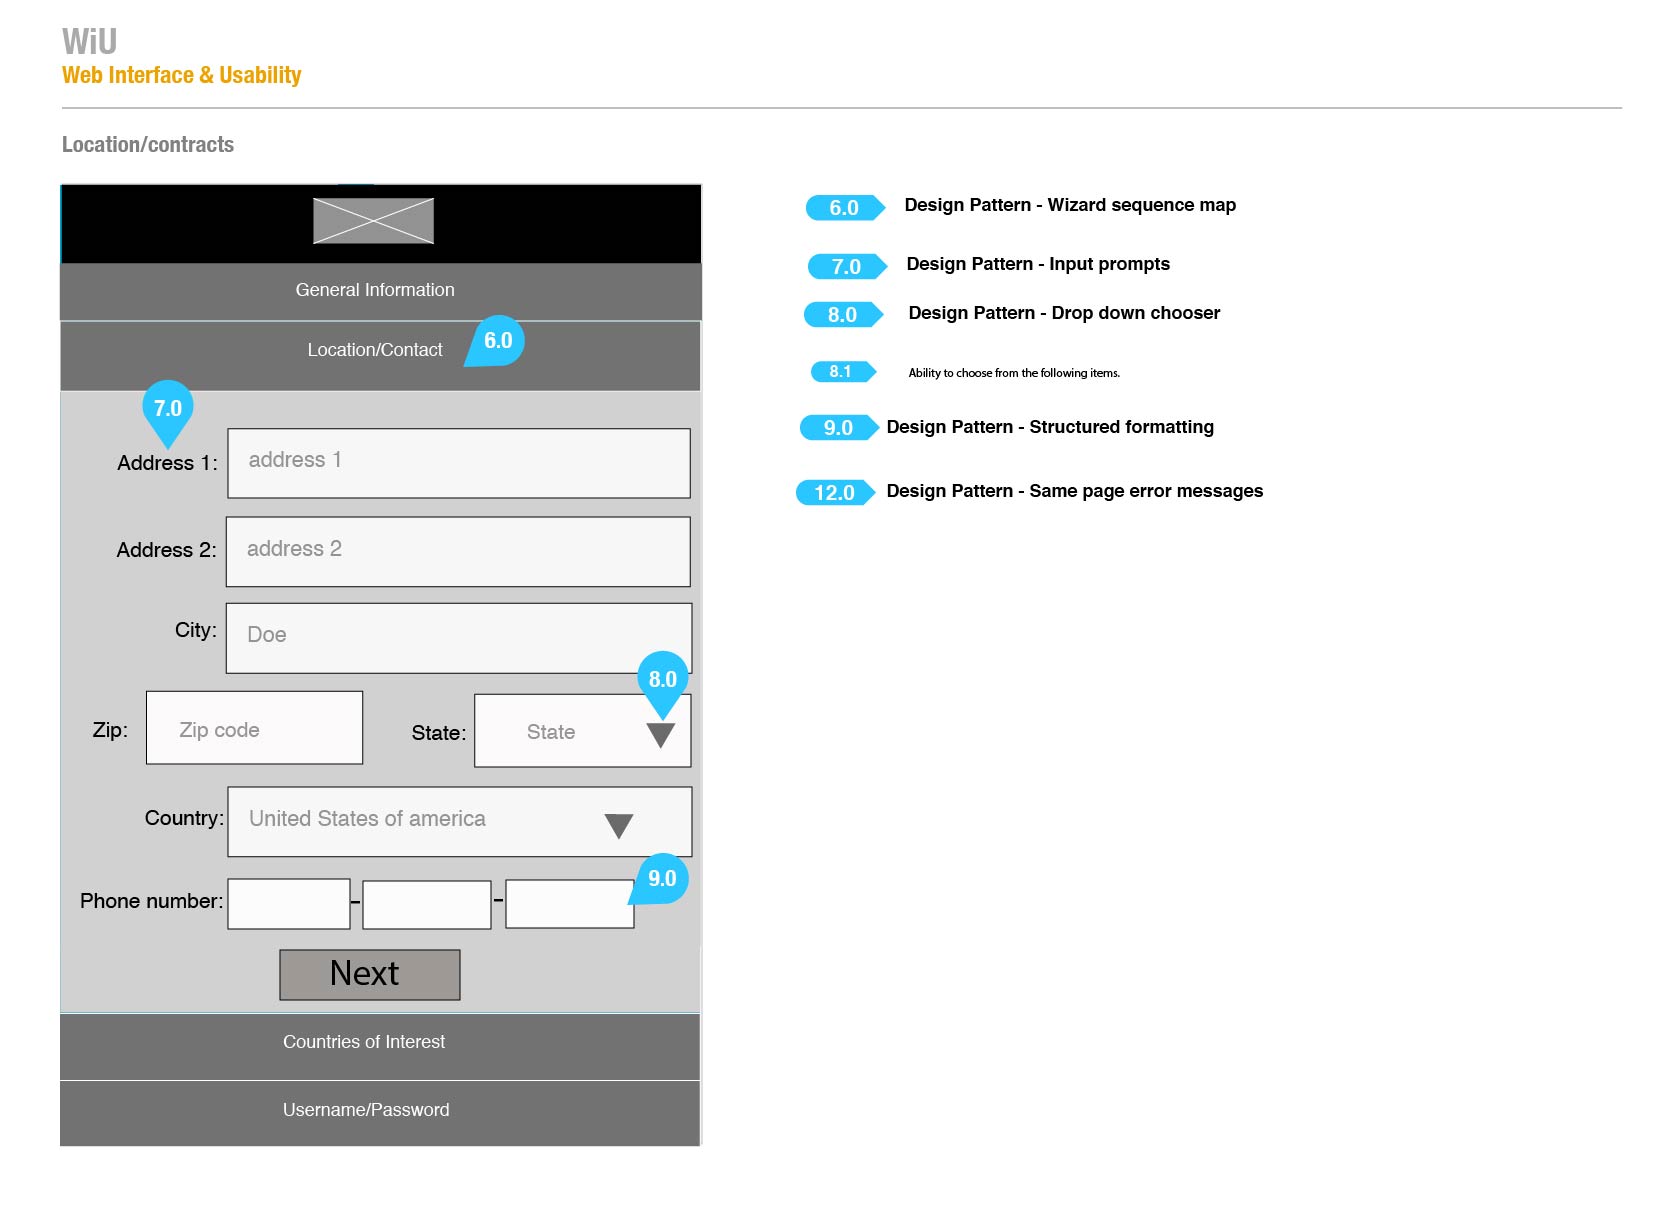 WiU
Web Interface & Usability
Location/contracts
General Information
Location/Contact
6.0
7.0
Address 1:
address 1
Address 2:
address 2
City:
Doe
8.0
Zip:
Zip code
State:
State
Country:
United States of america
9.0
Phone number:
-
-
Next
Countries of Interest
Username/Password
6.0 Design Pattern - Wizard sequence map
7.0 Design Pattern - Input prompts
8.0 Design Pattern - Drop down chooser
8.1 Ability to choose from the following items.
9.0 Design Pattern - Structured formatting
12.0 Design Pattern - Same page error messages